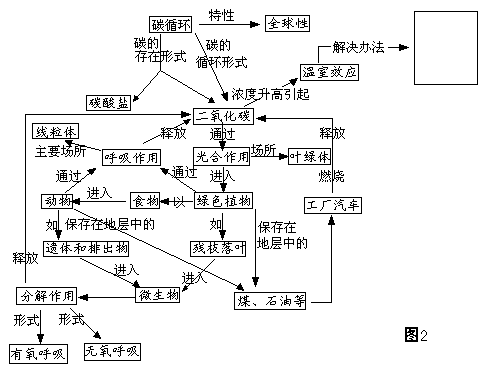 特性
碳循环
全球性
碳的
存在形式
碳的
循环形式
解决办法
温室效应
碳酸盐
浓度升高引起
二氧化碳
线粒体
释放
通过
释放
主要场所
呼吸作用
光合作用
场所
叶绿体
通过
通过
进入
燃烧
动物
进入
食物
以
绿色植物
工厂汽车
如
保存在地层中的
如
保存在
地层中的
遗体和排出物
残枝落叶
释放
进入
进入
分解作用
微生物
煤、石油等
形式
形式
有氧呼吸
无氧呼吸
图2